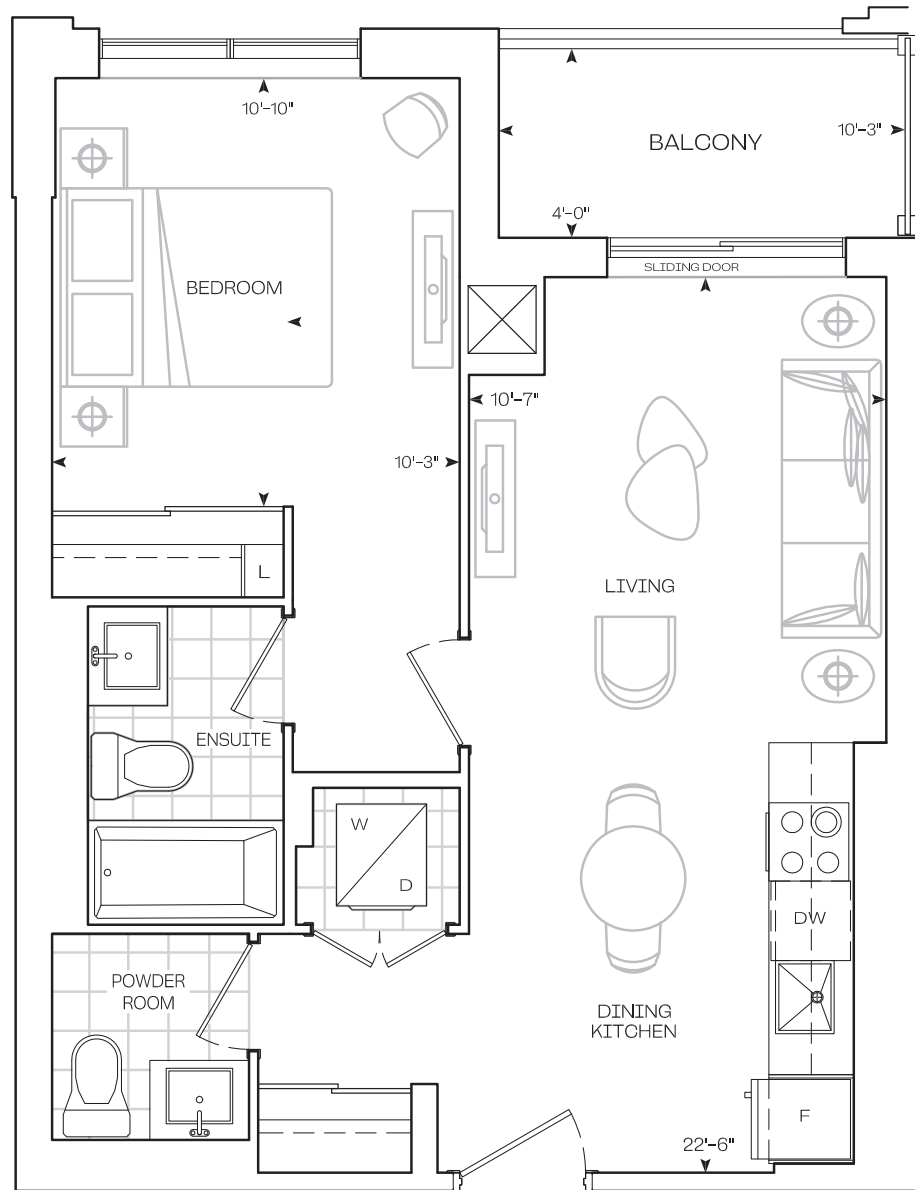 10'-10"
BALCONY
10'-3"
4'-0"
SLIDING DOOR
BEDROOM
10'-7"
10'-3"
L
LIVING
ENSUITE
W
D
DW
POWDER
ROOM
DINING
KITCHEN
F
22'-6"